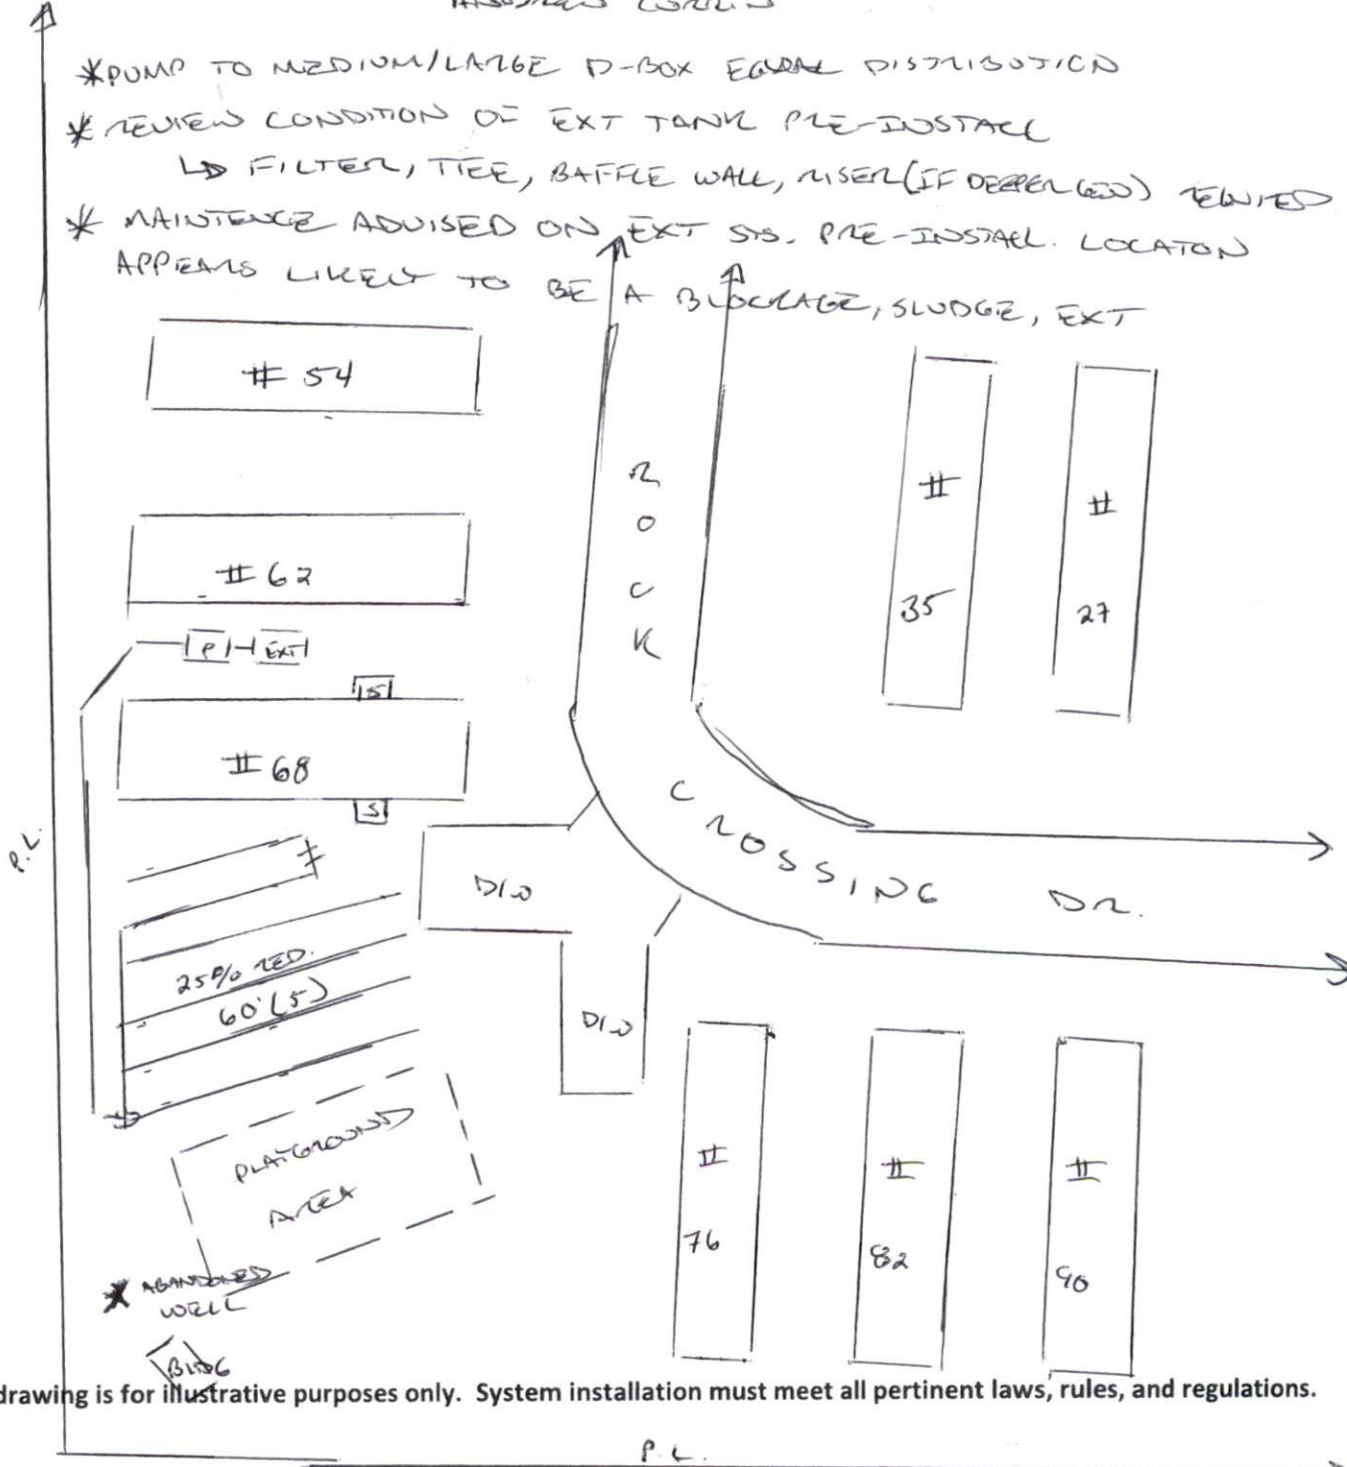 *PUMP TO MEDIUM/LARGE D-BOX EQUAL DISTRIBUTION
* REVIEW CONDITION OF EXT TANK PRE-INSTALL
↳ FILTER, TEE, BAFFLE WALL, RISER (IF DEEPER ) REQUIRED
* MAINTENCE ADVISED ON EXT SYS. PRE-INSTALL. LOCATON
APPEARS LIKELY TO BE A BLOCKAGE, SLUDGE, EXT
# 54
# 62
P EXT
S
# 68
S
ROCK
CROSSING DR.
# 35
# 27
P.L.
D/W
D/W
25% RED.
60' (5)
PLAYGROUND
AREA
* ABANDONED
WELL
BLDG
# 76
# 82
# 90
drawing is for illustrative purposes only. System installation must meet all pertinent laws, rules, and regulations.
P.L.